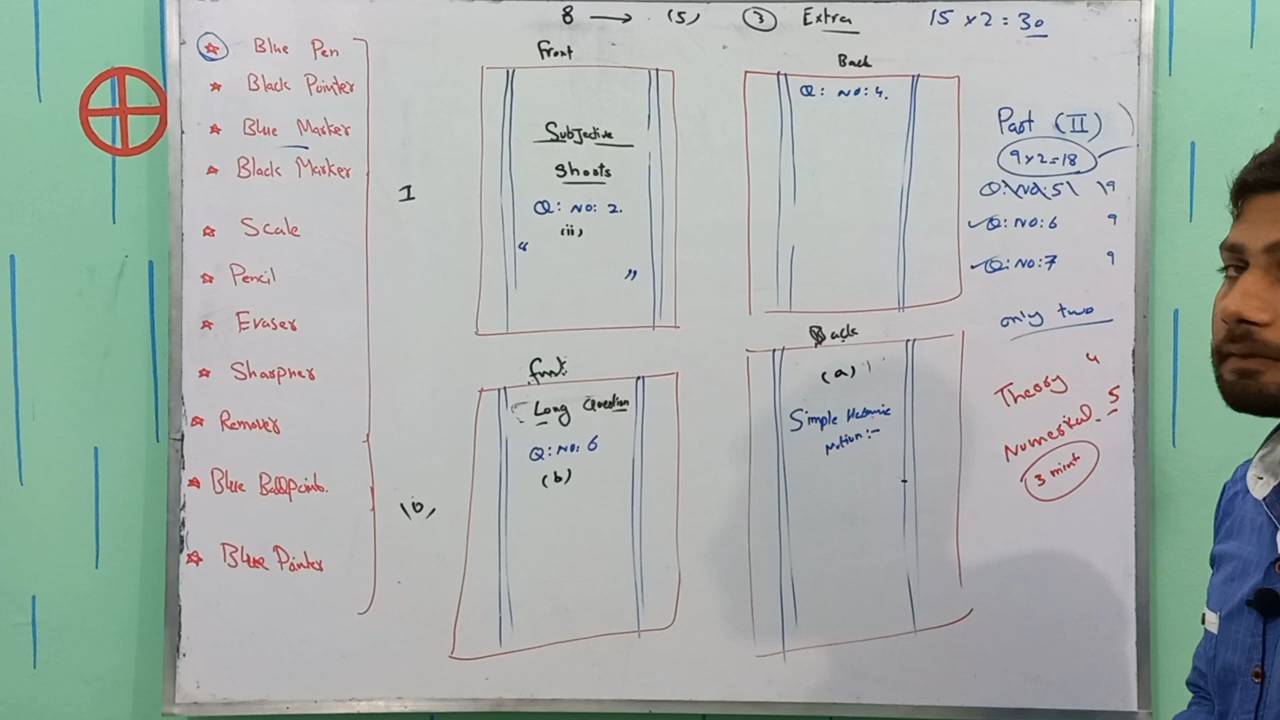 8 → (5) ③ Extra 15 × 2 = 30
☆ Blue Pen
☆ Black Pointer
☆ Blue Marker
☆ Black Marker
☆ Scale
☆ Pencil
☆ Eraser
☆ Sharpner
☆ Remover
☆ Blue Ballpoint.
☆ Blue Pointer
I
Front
Subjective
Shoots
Q: NO: 2.
(ii)
“
”
Back
Q: NO: 4.
Front
Long Question
Q: NO: 6
(b)
Back
(a)
Simple Harmonic
Motion:-
Part (II)
9 x 2 = 18
Q: NO: 5 9
Q: NO: 6 9
Q: NO: 7 9
only two
Theory 4
Numerical 5
3 mint